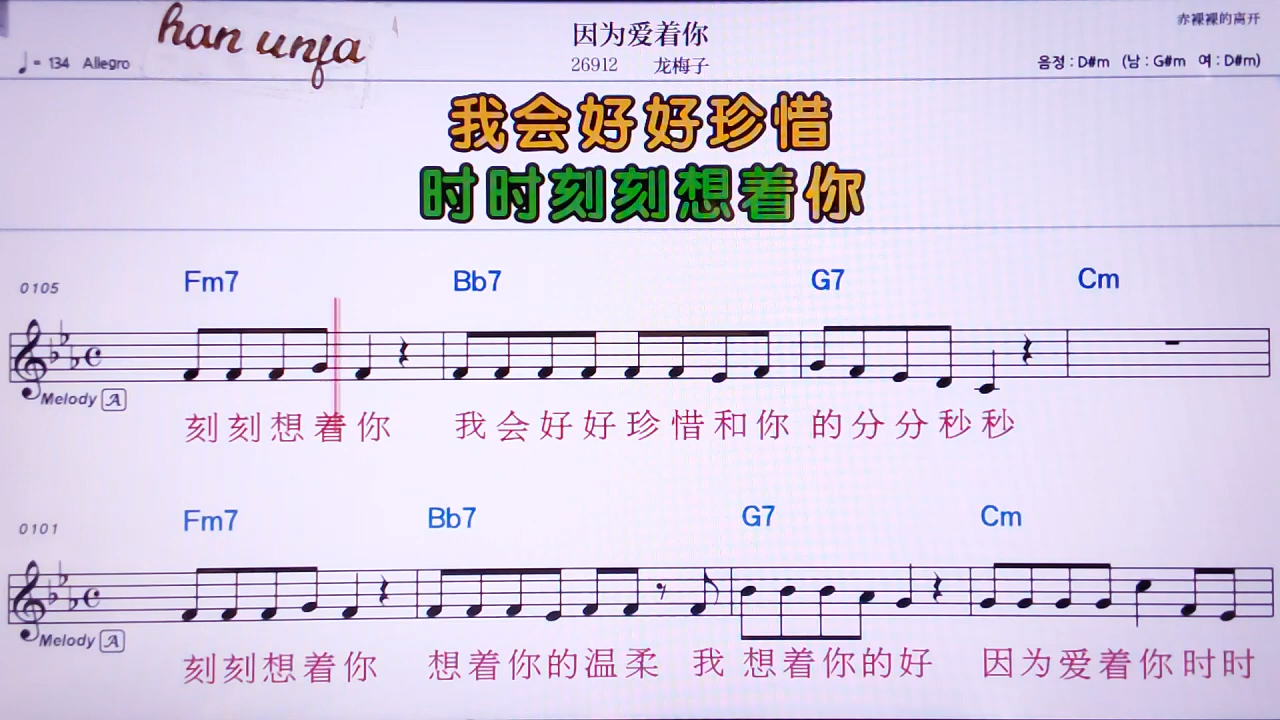 han unfa
♩= 134 Allegro
因为爱着你
26912 龙梅子
赤裸裸的离开
음정 : D#m (남 : G#m 여 : D#m)
我会好好珍惜
时时刻刻想着你
0105
Fm7 Bb7 G7 Cm
Melody A
刻刻想着你 我会好好珍惜和你 的分分秒秒
0101
Fm7 Bb7 G7 Cm
Melody A
刻刻想着你 想着你的温柔 我 想着你的好 因为爱着你时时